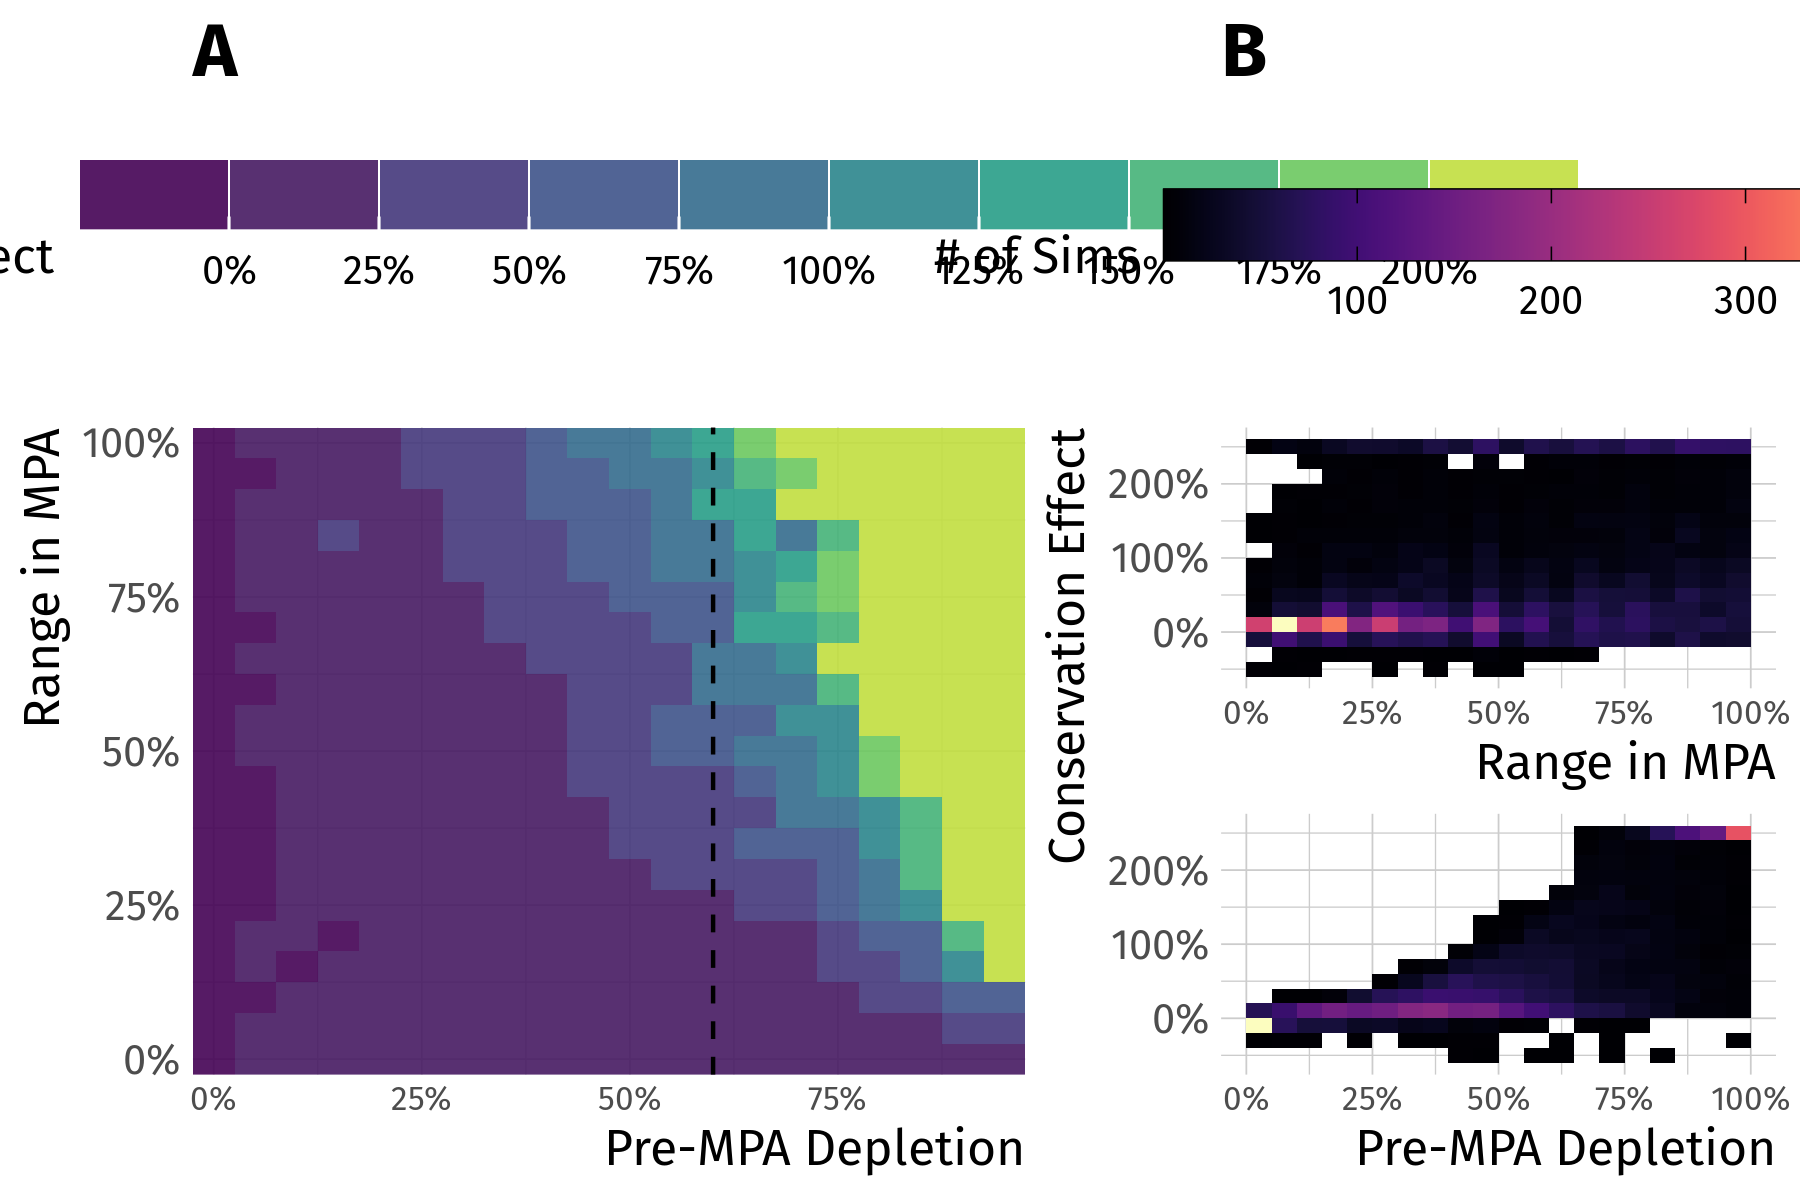 A
B
ect
0% 25% 50% 75% 100% 125% 150% 175% 200%
# of Sims
100 200 300
Range in MPA
100%
75%
50%
25%
0%
0% 25% 50% 75%
Pre-MPA Depletion
Conservation Effect
200%
100%
0%
0% 25% 50% 75% 100%
Range in MPA
200%
100%
0%
0% 25% 50% 75% 100%
Pre-MPA Depletion